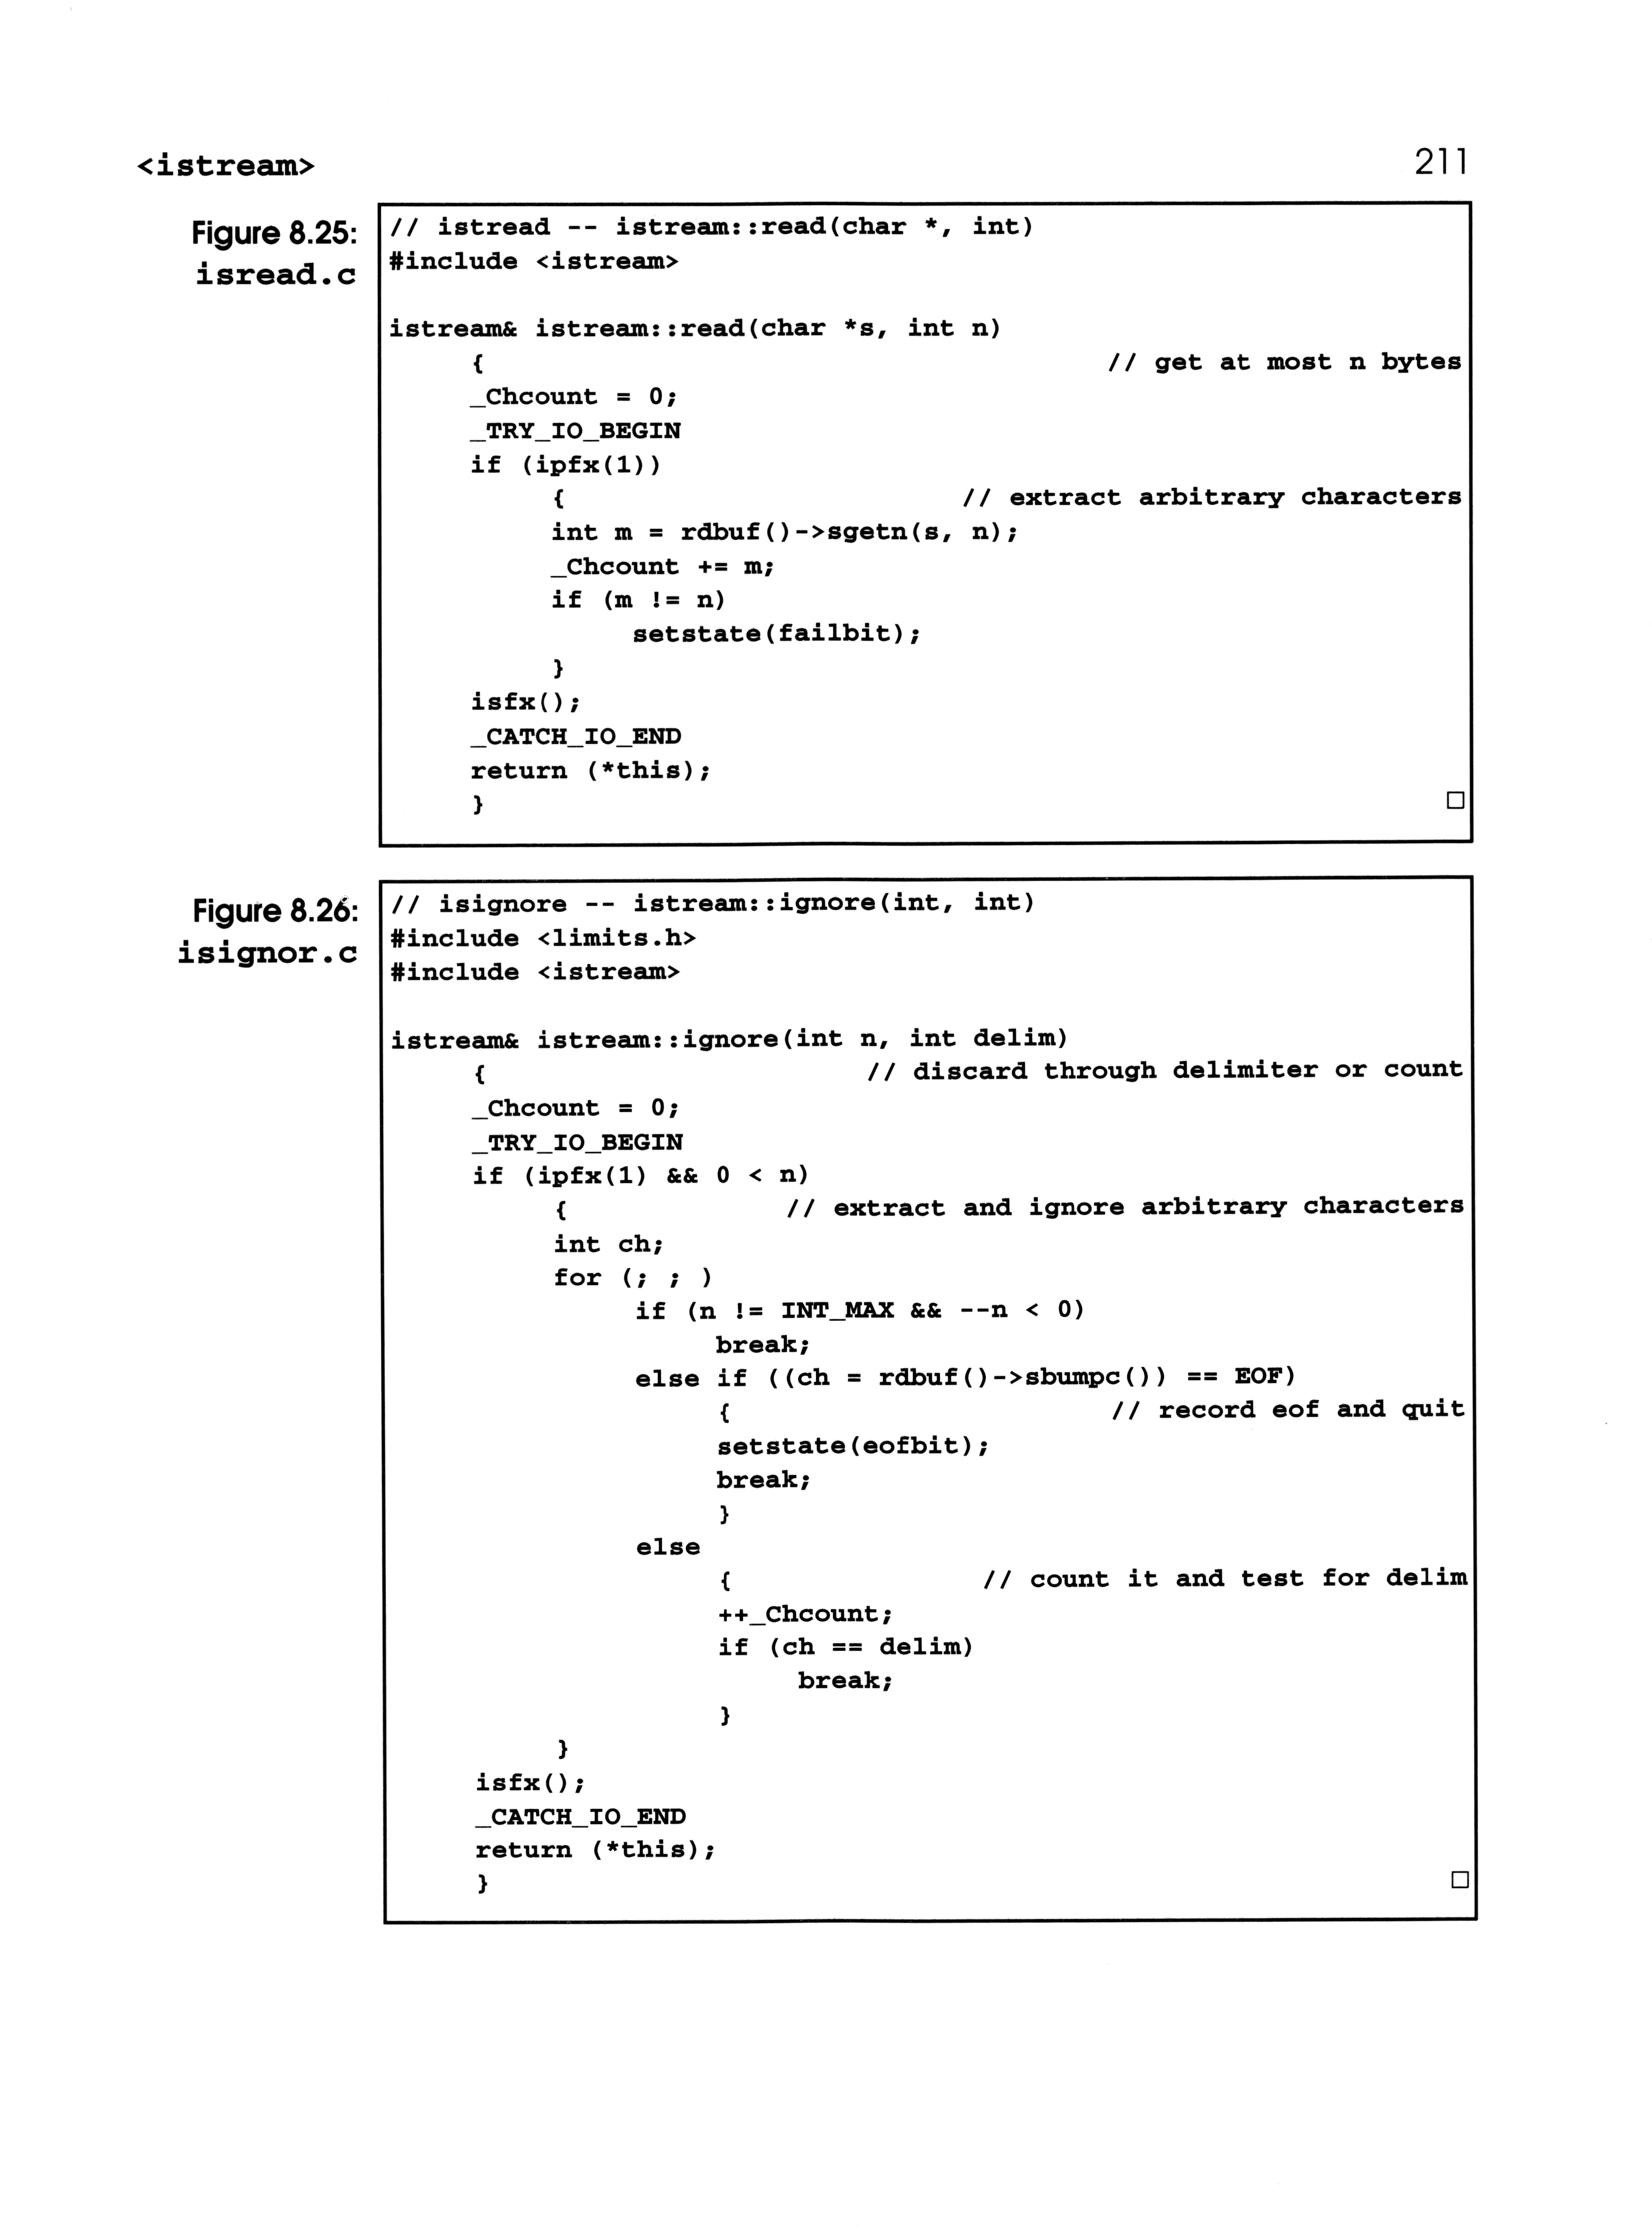 <istream>
211
Figure 8.25:
isread.c
// istread -- istream::read(char *, int)
#include <istream>
istream& istream::read(char *s, int n)
{ // get at most n bytes
_Chcount = 0;
_TRY_IO_BEGIN
if (ipfx(1))
{ // extract arbitrary characters
int m = rdbuf()->sgetn(s, n);
_Chcount += m;
if (m != n)
setstate(failbit);
}
isfx();
_CATCH_IO_END
return (*this);
}
□
Figure 8.26:
isignor.c
// isignore -- istream::ignore(int, int)
#include <limits.h>
#include <istream>
istream& istream::ignore(int n, int delim)
{ // discard through delimiter or count
_Chcount = 0;
_TRY_IO_BEGIN
if (ipfx(1) && 0 < n)
{ // extract and ignore arbitrary characters
int ch;
for (; ; )
if (n != INT_MAX && --n < 0)
break;
else if ((ch = rdbuf()->sbumpc()) == EOF)
{ // record eof and quit
setstate(eofbit);
break;
}
else
{ // count it and test for delim
++_Chcount;
if (ch == delim)
break;
}
}
isfx();
_CATCH_IO_END
return (*this);
}
□